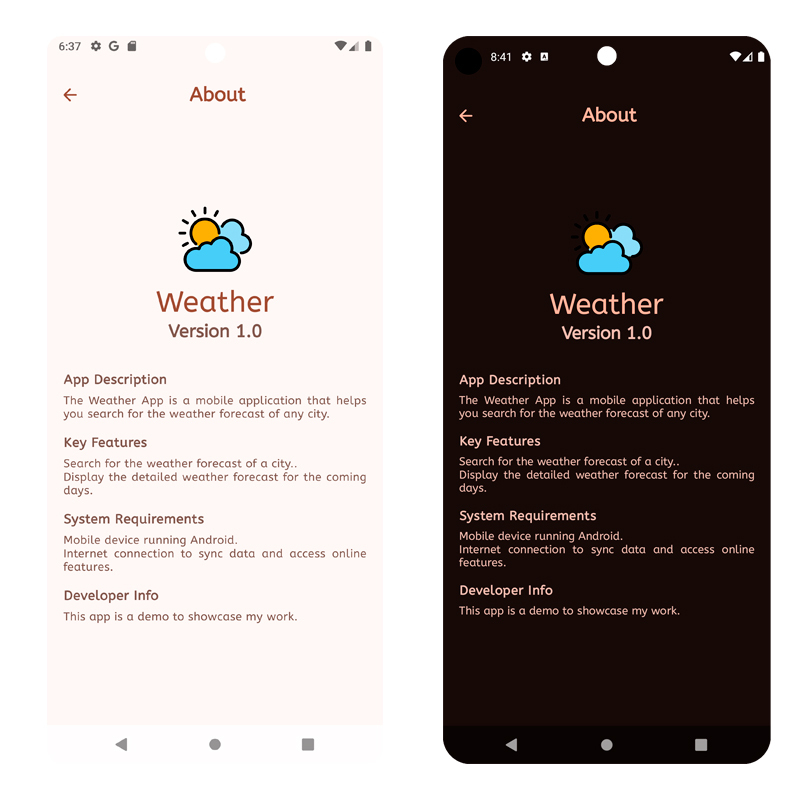 6:37
About
Weather
Version 1.0
App Description
The Weather App is a mobile application that helps
you search for the weather forecast of any city.
Key Features
Search for the weather forecast of a city..
Display the detailed weather forecast for the coming
days.
System Requirements
Mobile device running Android.
Internet connection to sync data and access online
features.
Developer Info
This app is a demo to showcase my work.
8:41
About
Weather
Version 1.0
App Description
The Weather App is a mobile application that helps
you search for the weather forecast of any city.
Key Features
Search for the weather forecast of a city..
Display the detailed weather forecast for the coming
days.
System Requirements
Mobile device running Android.
Internet connection to sync data and access online
features.
Developer Info
This app is a demo to showcase my work.